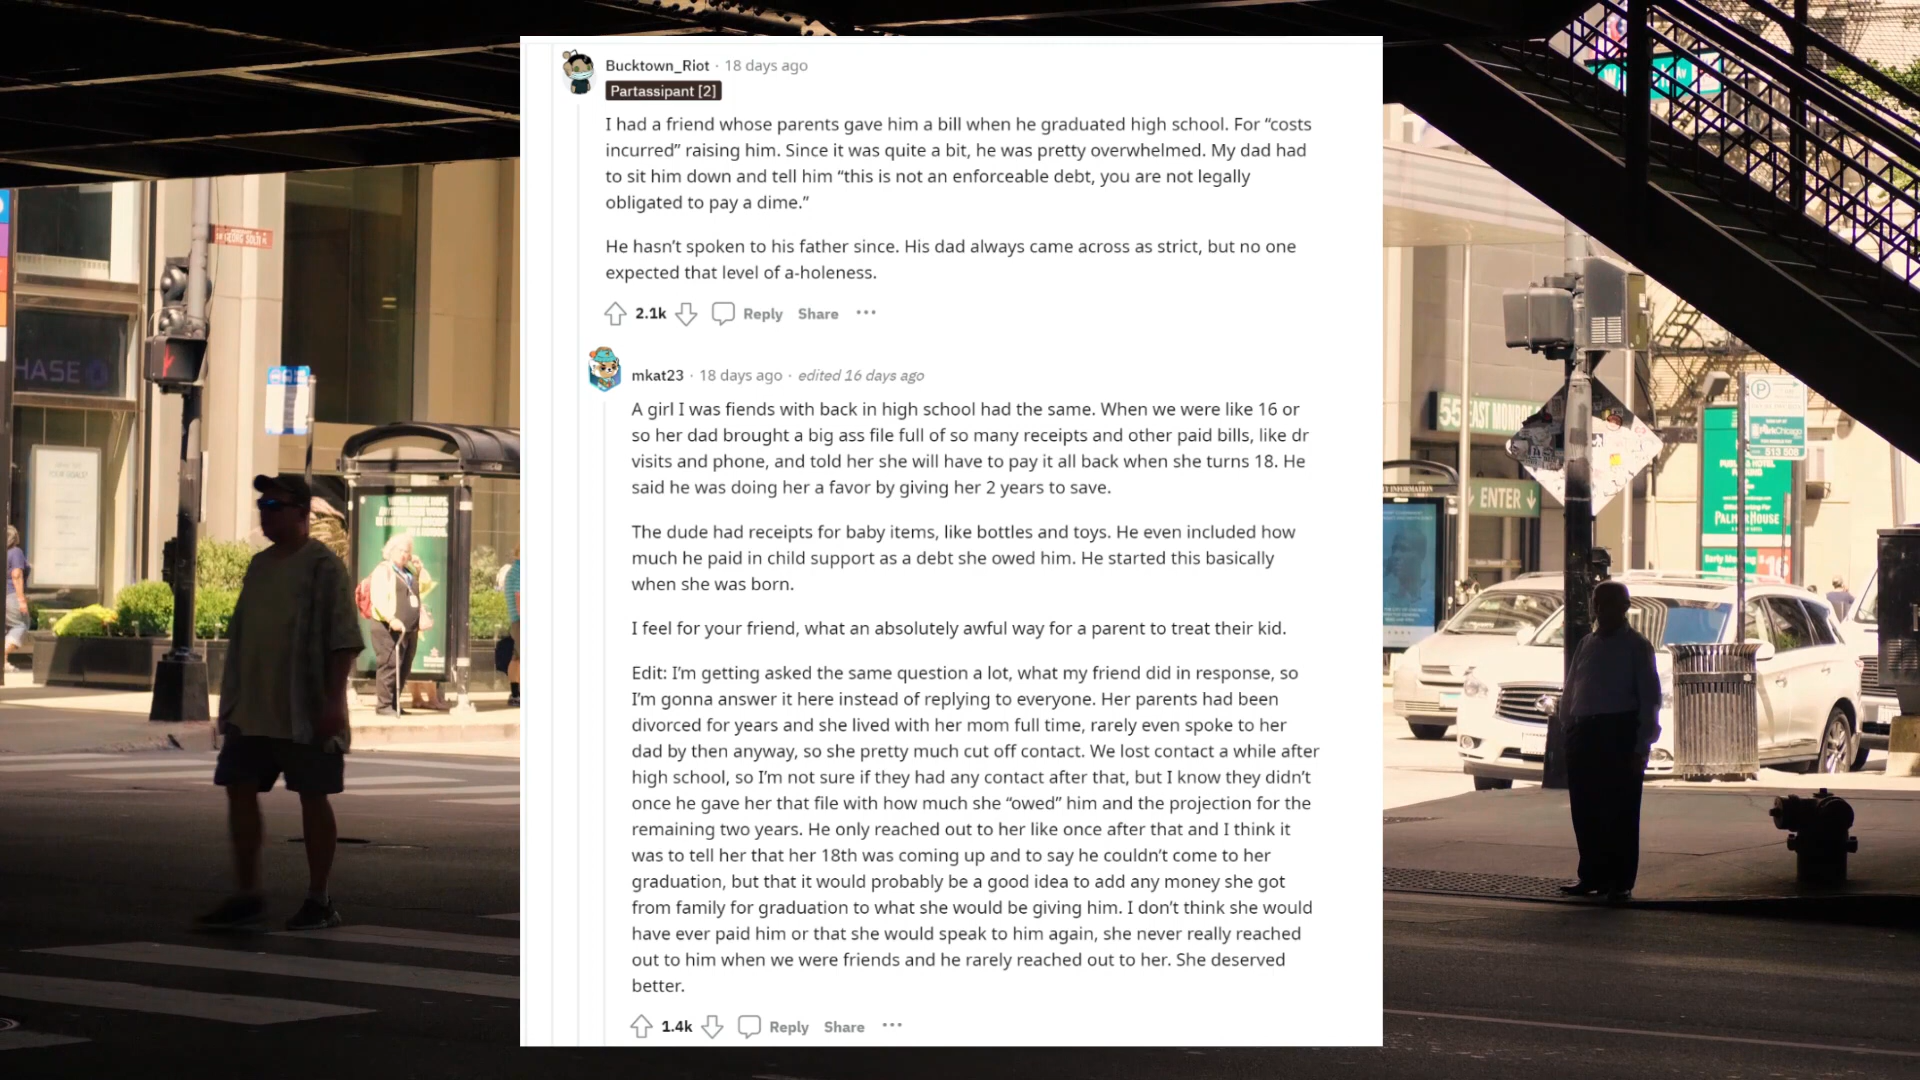 Bucktown_Riot · 18 days ago
Partassipant [2]
I had a friend whose parents gave him a bill when he graduated high school. For “costs
incurred” raising him. Since it was quite a bit, he was pretty overwhelmed. My dad had
to sit him down and tell him “this is not an enforceable debt, you are not legally
obligated to pay a dime.”
He hasn’t spoken to his father since. His dad always came across as strict, but no one
expected that level of a-holeness.
2.1k Reply Share ···
mkat23 · 18 days ago · edited 16 days ago
A girl I was fiends with back in high school had the same. When we were like 16 or
so her dad brought a big ass file full of so many receipts and other paid bills, like dr
visits and phone, and told her she will have to pay it all back when she turns 18. He
said he was doing her a favor by giving her 2 years to save.
The dude had receipts for baby items, like bottles and toys. He even included how
much he paid in child support as a debt she owed him. He started this basically
when she was born.
I feel for your friend, what an absolutely awful way for a parent to treat their kid.
Edit: I’m getting asked the same question a lot, what my friend did in response, so
I’m gonna answer it here instead of replying to everyone. Her parents had been
divorced for years and she lived with her mom full time, rarely even spoke to her
dad by then anyway, so she pretty much cut off contact. We lost contact a while after
high school, so I’m not sure if they had any contact after that, but I know they didn’t
once he gave her that file with how much she “owed” him and the projection for the
remaining two years. He only reached out to her like once after that and I think it
was to tell her that her 18th was coming up and to say he couldn’t come to her
graduation, but that it would probably be a good idea to add any money she got
from family for graduation to what she would be giving him. I don’t think she would
have ever paid him or that she would speak to him again, she never really reached
out to him when we were friends and he rarely reached out to her. She deserved
better.
1.4k Reply Share ···
HASE
55 EAST MONRO
ENTER
PALMER HOUSE
P